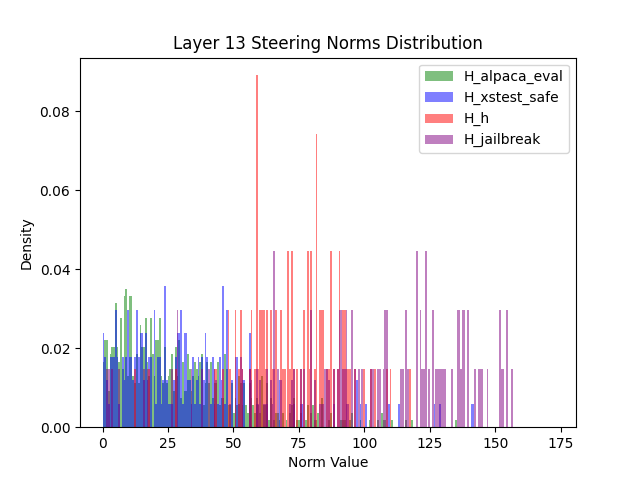 Layer 13 Steering Norms Distribution
H_alpaca_eval
H_xstest_safe
H_h
H_jailbreak
0.08
0.06
0.04
0.02
0.00
Density
0
25
50
75
100
125
150
175
Norm Value